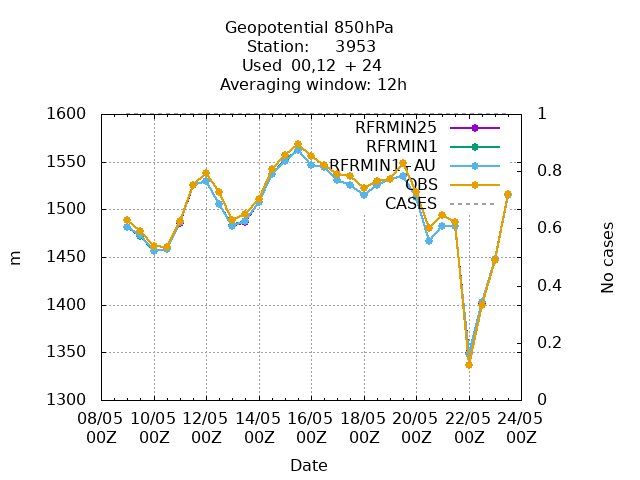 Geopotential 850hPa
Station: 3953
Used 00,12 + 24
Averaging window: 12h
RFRMIN25
RFRMIN1
RFRMIN1-AU
OBS
CASES
1600
1550
1500
1450
1400
1350
1300
1
0.8
0.6
0.4
0.2
0
m
No cases
08/05 10/05 12/05 14/05 16/05 18/05 20/05 22/05 24/05
00Z 00Z 00Z 00Z 00Z 00Z 00Z 00Z 00Z
Date